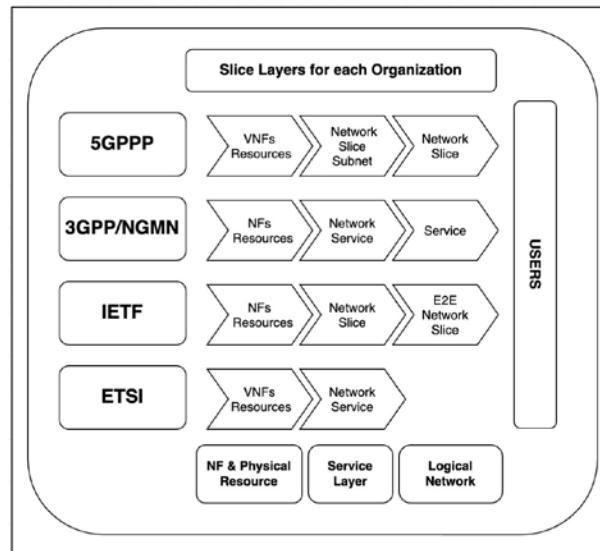 Slice Layers for each Organization
5GPPP
VNFs
Resources
Network
Slice
Subnet
Network
Slice
3GPP/NGMN
NFs
Resources
Network
Service
Service
IETF
NFs
Resources
Network
Slice
E2E
Network
Slice
ETSI
VNFs
Resources
Network
Service
USERS
NF & Physical
Resource
Service
Layer
Logical
Network